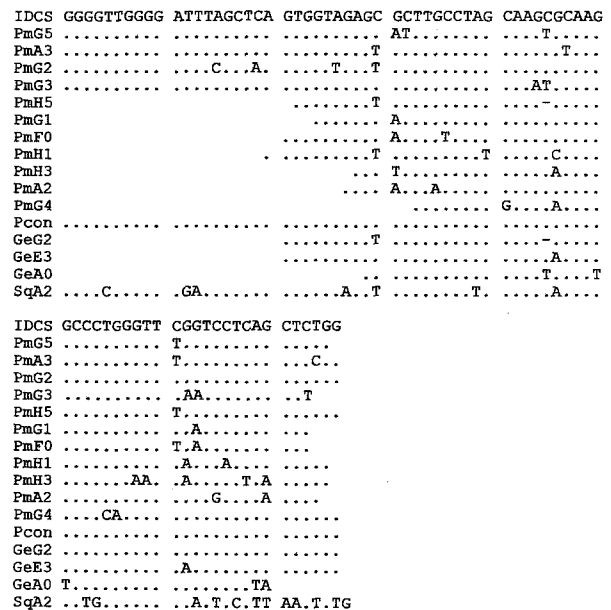 IDCS GGGGTTGGGG ATTTAGCTCA GTGGTAGAGC GCTTGCCTAG CAAGCGCAAG
PmG5 .......... .......... .......... AT........ ....T.....
PmA3 .......... .......... .........T .......... ......T...
PmG2 .......... ....C...A. .....T...T .......... ..........
PmG3 .......... .......... .......... .......... ...AT.....
PmH5 ........T .......... ....-.....
PmG1 ....... A......... ..........
PmF0 .......... A....T.... ..........
PmH1 . .........T .........T .....C....
PmH3 ... T......... .....A....
PmA2 .... A...A..... ..........
PmG4 ........ G....A....
Pcon .......... .......... .......... .......... ..........
GeG2 .........T .......... ....-.....
GeE3 .......... .......... .....A....
GeA0 .. .......... ....T....T
SqA2 ....C..... .GA....... ......A..T ........T. .....A....
IDCS GCCCTGGGTT CGGTCCTCAG CTCTGG
PmG5 .......... T......... .....
PmA3 .......... T......... ...C..
PmG2 .......... .......... ......
PmG3 .......... .AA....... ..T..
PmH5 .......... T......... ......
PmG1 .......... ..A....... ...
PmF0 .......... T.A....... ...
PmH1 .......... .A...A.... .....
PmH3 .......AA. .A.....T.A .....
PmA2 .......... ....G....A ....
PmG4 ....CA.... .......... ......
Pcon .......... .......... ......
GeG2 .......... .......... ......
GeE3 .......... .A........ ......
GeA0 T......... ........TA
SqA2 ..TG...... ..A.T.C.TT AA.T.TG